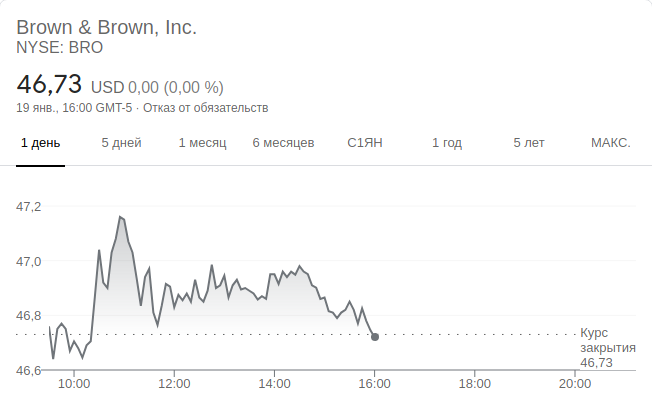 Brown & Brown, Inc.
NYSE: BRO
46,73 USD 0,00 (0,00 %)
19 янв., 16:00 GMT-5 · Отказ от обязательств
1 день 5 дней 1 месяц 6 месяцев С1ЯН 1 год 5 лет МАКС.
47,2
47,0
46,8
Курс
закрытия
46,73
46,6
10:00 12:00 14:00 16:00 18:00 20:00